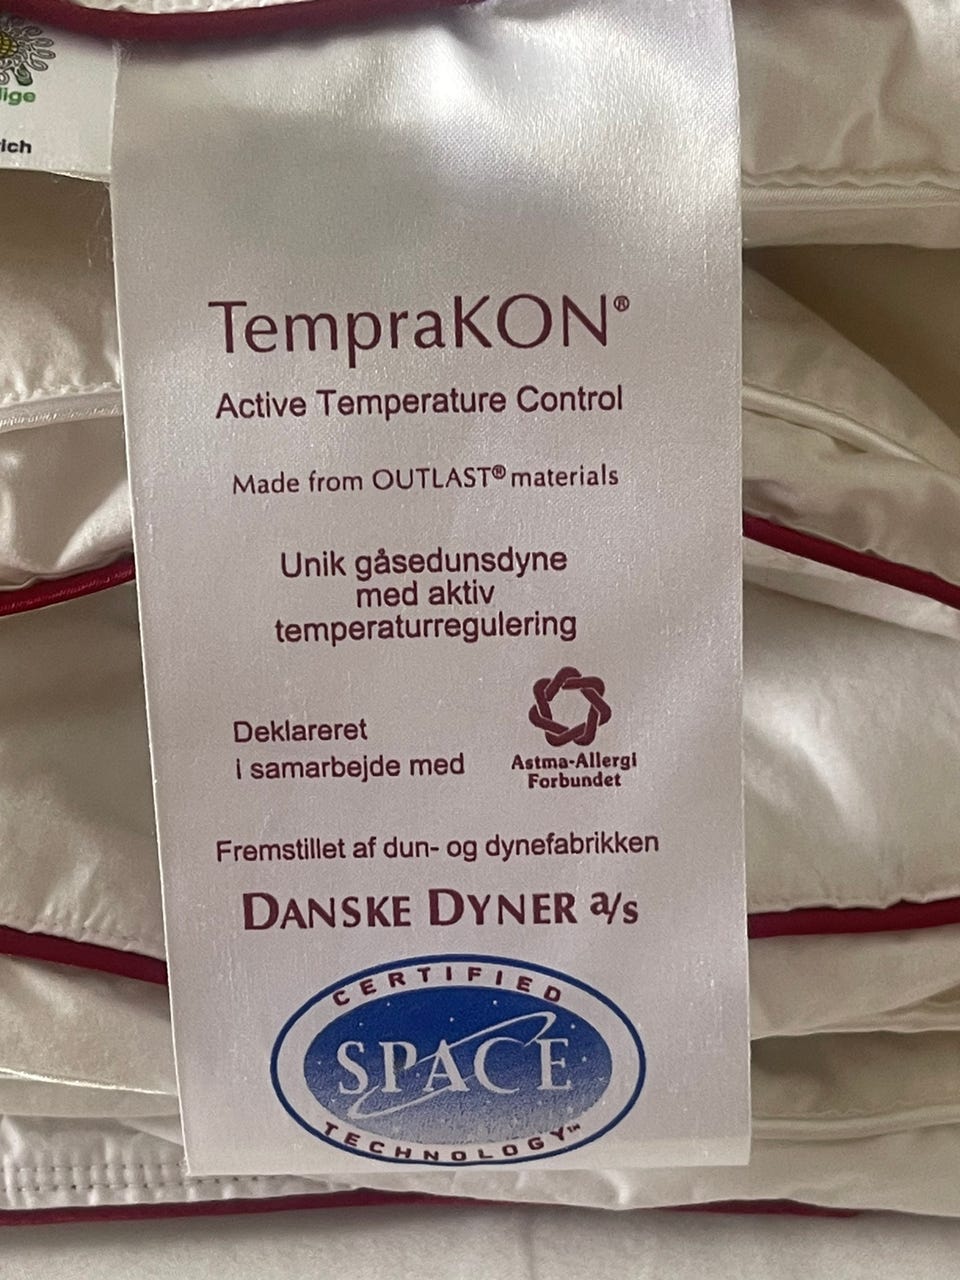 lige
TempraKON®
Active Temperature Control
Made from OUTLAST® materials
Unik gåsedunsdyne
med aktiv
temperaturregulering
Deklareret
i samarbejde med
Astma-Allergi
Forbundet
Fremstillet af dun- og dynefabrikken
DANSKE DYNER a/s
CERTIFIED
SPACE
TECHNOLOGY™